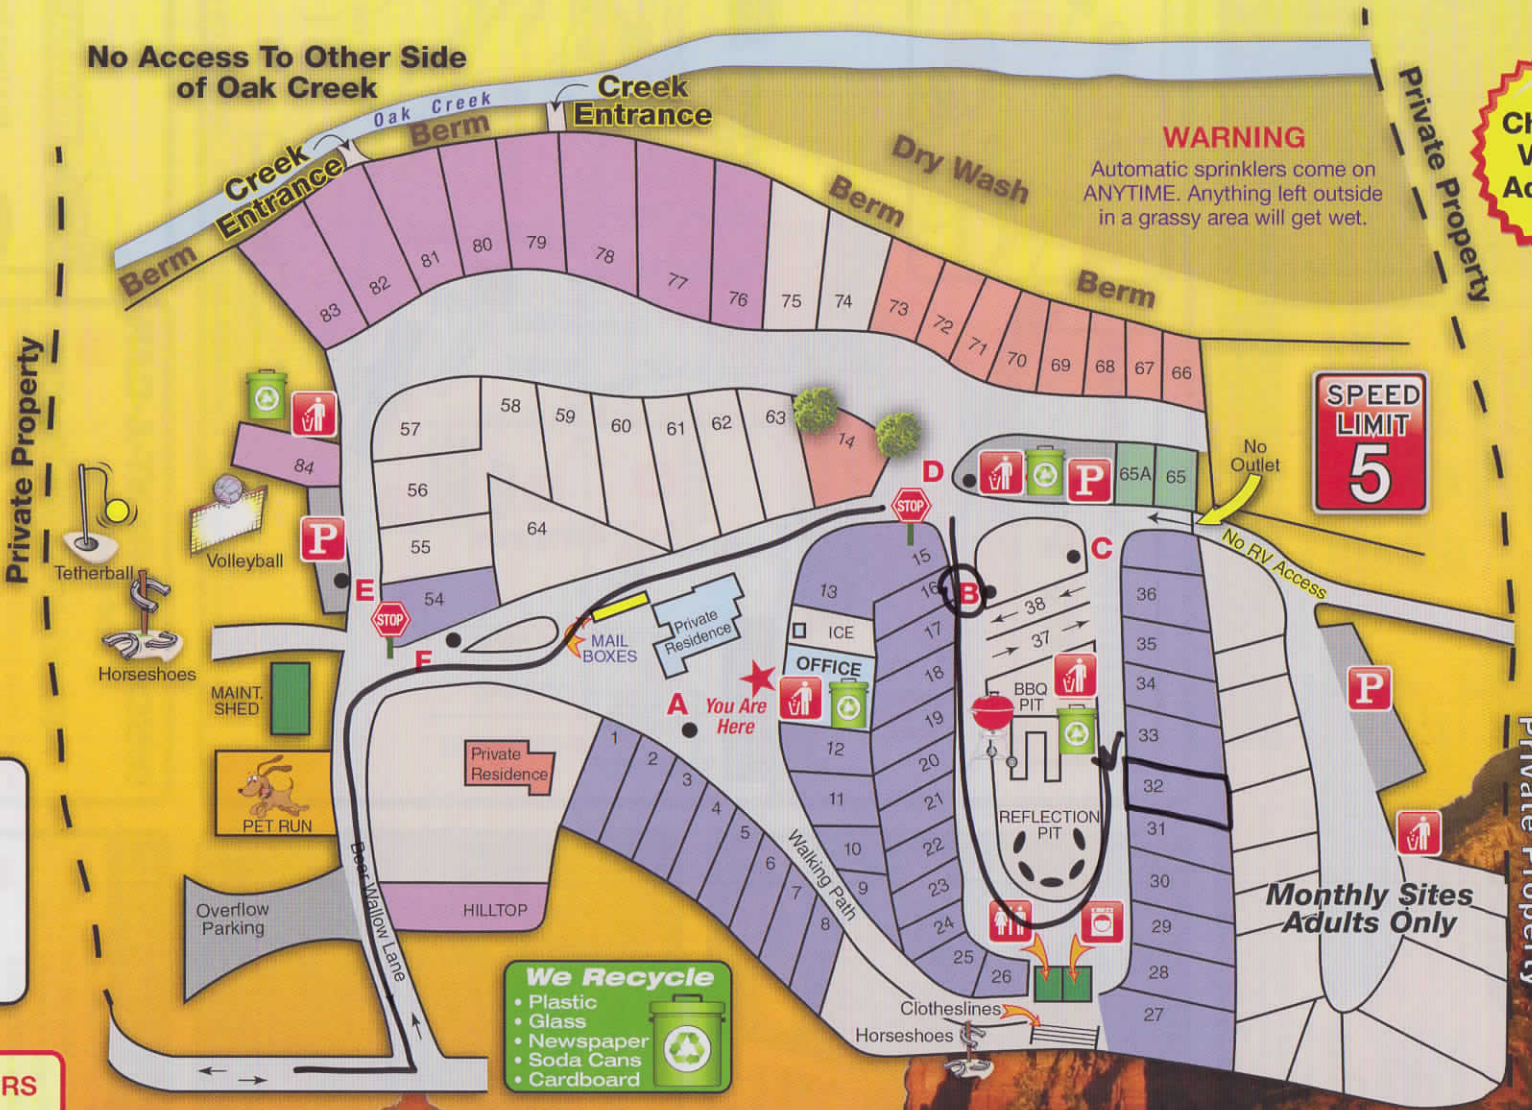 No Access To Other Side
of Oak Creek
Oak Creek
Berm
Creek
Entrance
Creek
Entrance
Berm
Dry Wash
Berm
Berm
WARNING
Automatic sprinklers come on
ANYTIME. Anything left outside
in a grassy area will get wet.
Private Property
Private Property
Private Property
Private Property
83
82
81
80
79
78
77
76
75
74
73
72
71
70
69
68
67
66
SPEED
LIMIT
5
No
Outlet
No RV Access
57
58
59
60
61
62
63
14
56
55
64
54
84
P
Volleyball
Tetherball
Horseshoes
E
STOP
F
D
STOP
P
65A
65
C
B
MAINT.
SHED
PET RUN
Overflow
Parking
Bear Wallow Lane
HILLTOP
Private
Residence
MAIL
BOXES
Private
Residence
A
You Are
Here
13
ICE
OFFICE
12
11
10
9
Walking Path
1
2
3
4
5
6
7
8
15
16
17
18
19
20
21
22
23
24
25
26
38
37
BBQ
PIT
REFLECTION
PIT
36
35
34
33
32
31
30
29
28
27
P
Monthly Sites
Adults Only
Clotheslines
Horseshoes
We Recycle
• Plastic
• Glass
• Newspaper
• Soda Cans
• Cardboard
RS